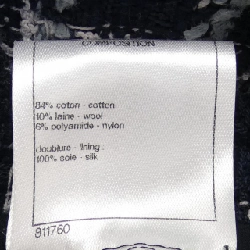 COMPOSITION
84% coton - cotton
10% laine - wool
6% polyamide - nylon
doublure - lining :
100% soie - silk
911760